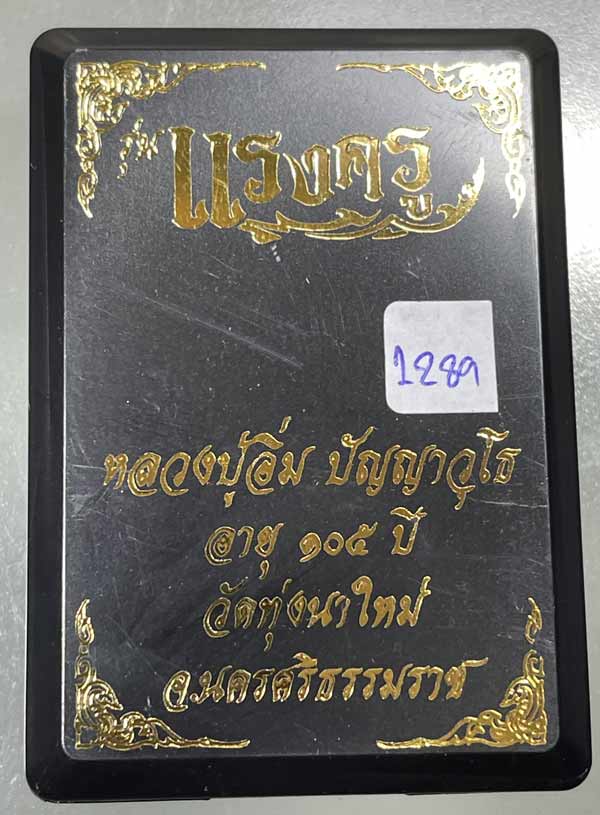 รุ่น แรงครู
1289
หลวงปู่อิ่ม ปัญญาวุโธ
อายุ ๑๐๕ ปี
วัดทุ่งนาใหม่
จ.นครศรีธรรมราช